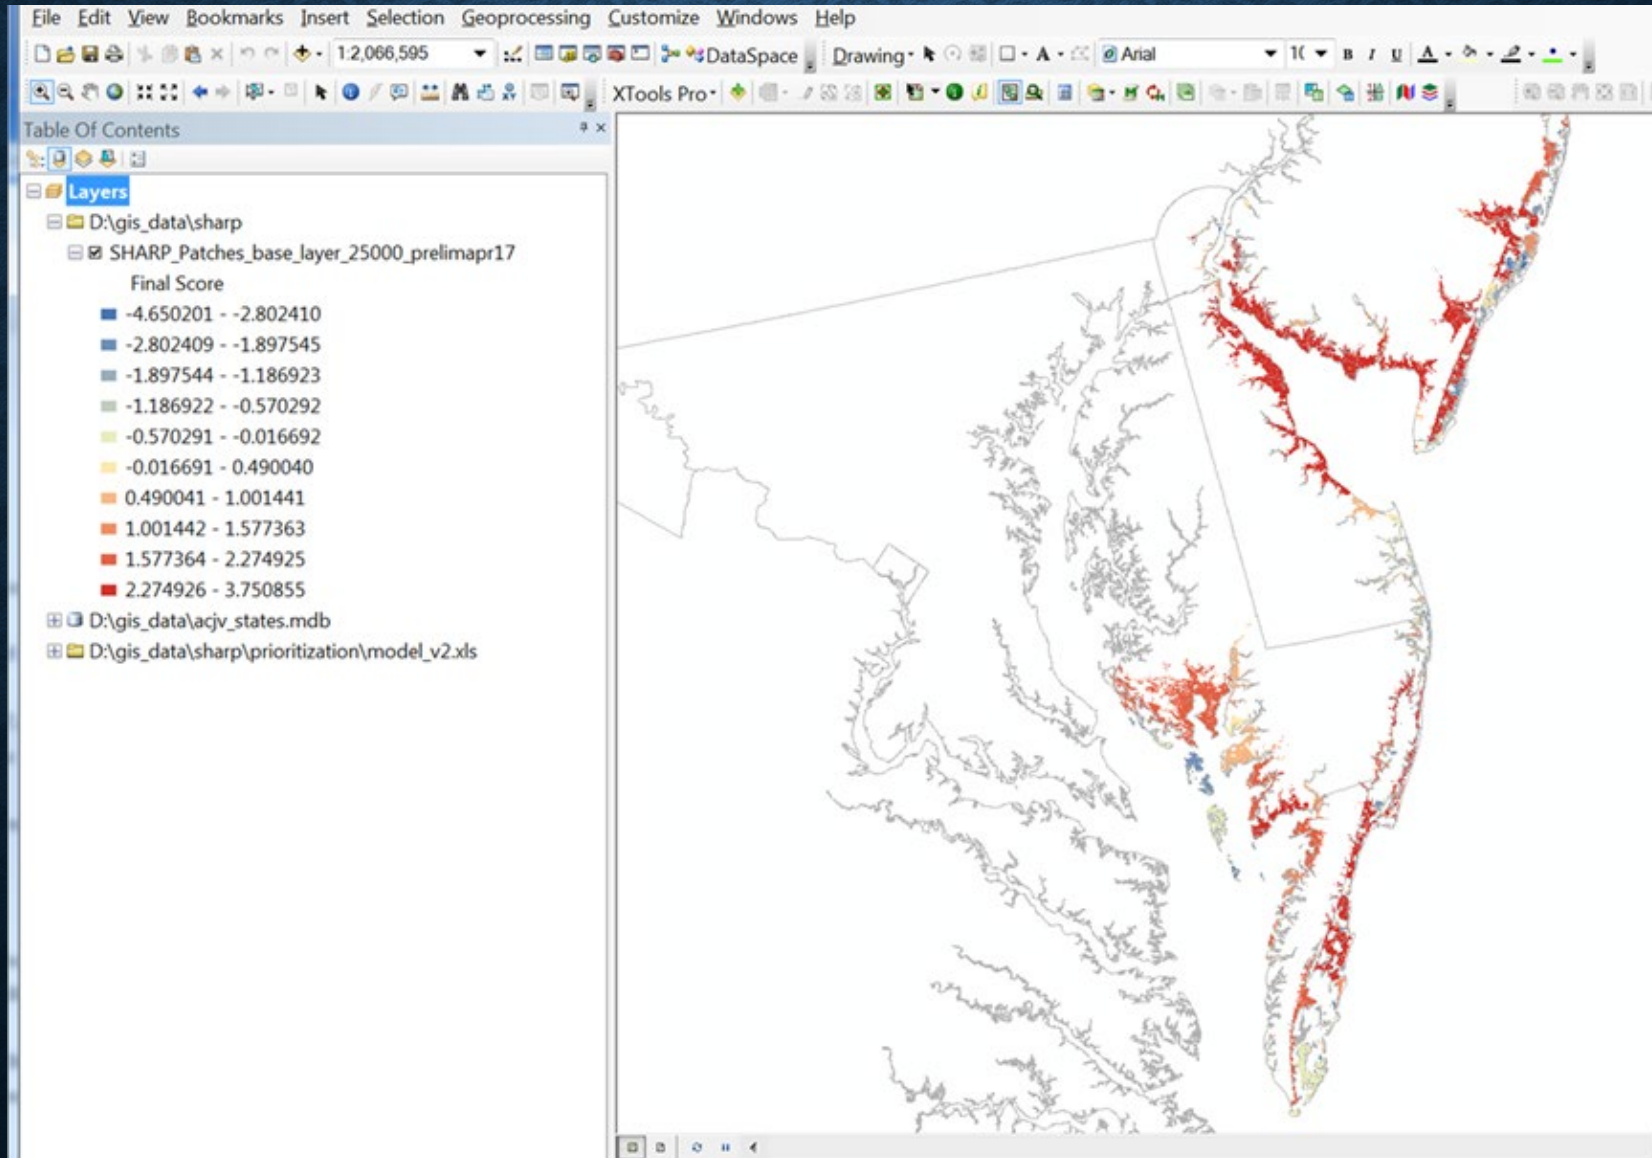 File Edit View Bookmarks Insert Selection Geoprocessing Customize Windows Help
1:2,066,595 DataSpace Drawing A Arial 1( B I U A
XTools Pro
Table Of Contents
Layers
D:\gis_data\sharp
SHARP_Patches_base_layer_25000_prelimapr17
Final Score
-4.650201 - -2.802410
-2.802409 - -1.897545
-1.897544 - -1.186923
-1.186922 - -0.570292
-0.570291 - -0.016692
-0.016691 - 0.490040
0.490041 - 1.001441
1.001442 - 1.577363
1.577364 - 2.274925
2.274926 - 3.750855
D:\gis_data\acjv_states.mdb
D:\gis_data\sharp\prioritization\model_v2.xls